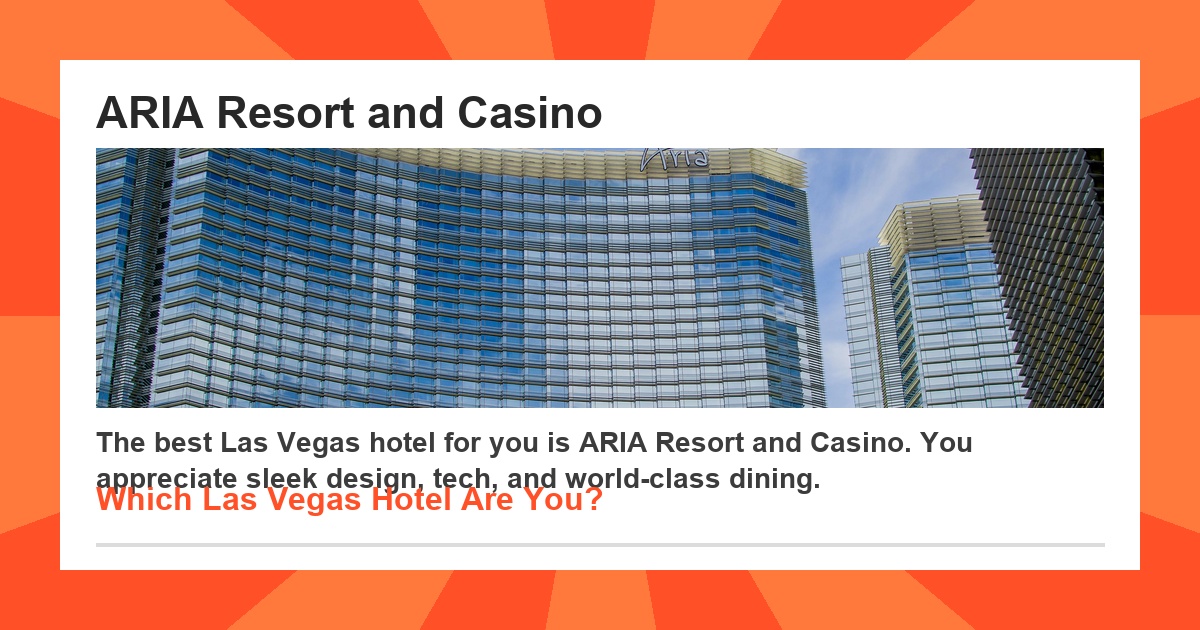 ARIA Resort and Casino
Aria
The best Las Vegas hotel for you is ARIA Resort and Casino. You
appreciate sleek design, tech, and world-class dining.
Which Las Vegas Hotel Are You?